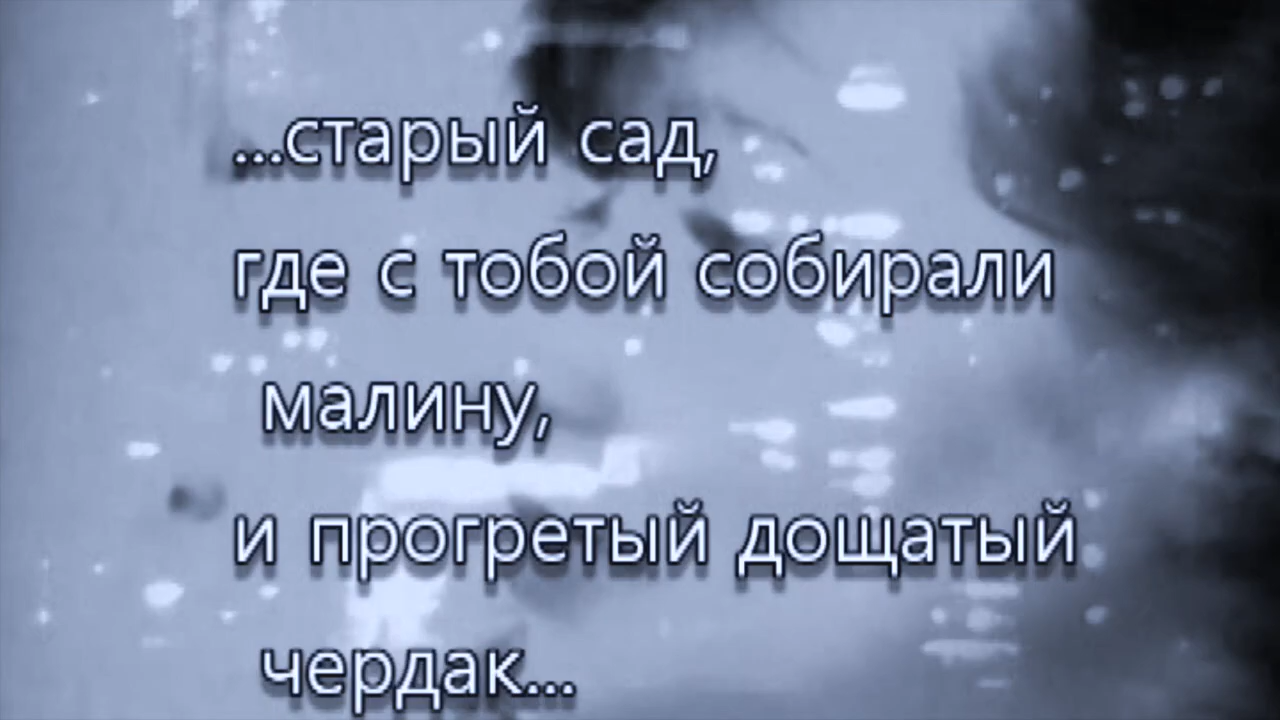 ...старый сад,
где с тобой собирали
малину,
и прогретый дощатый
чердак...